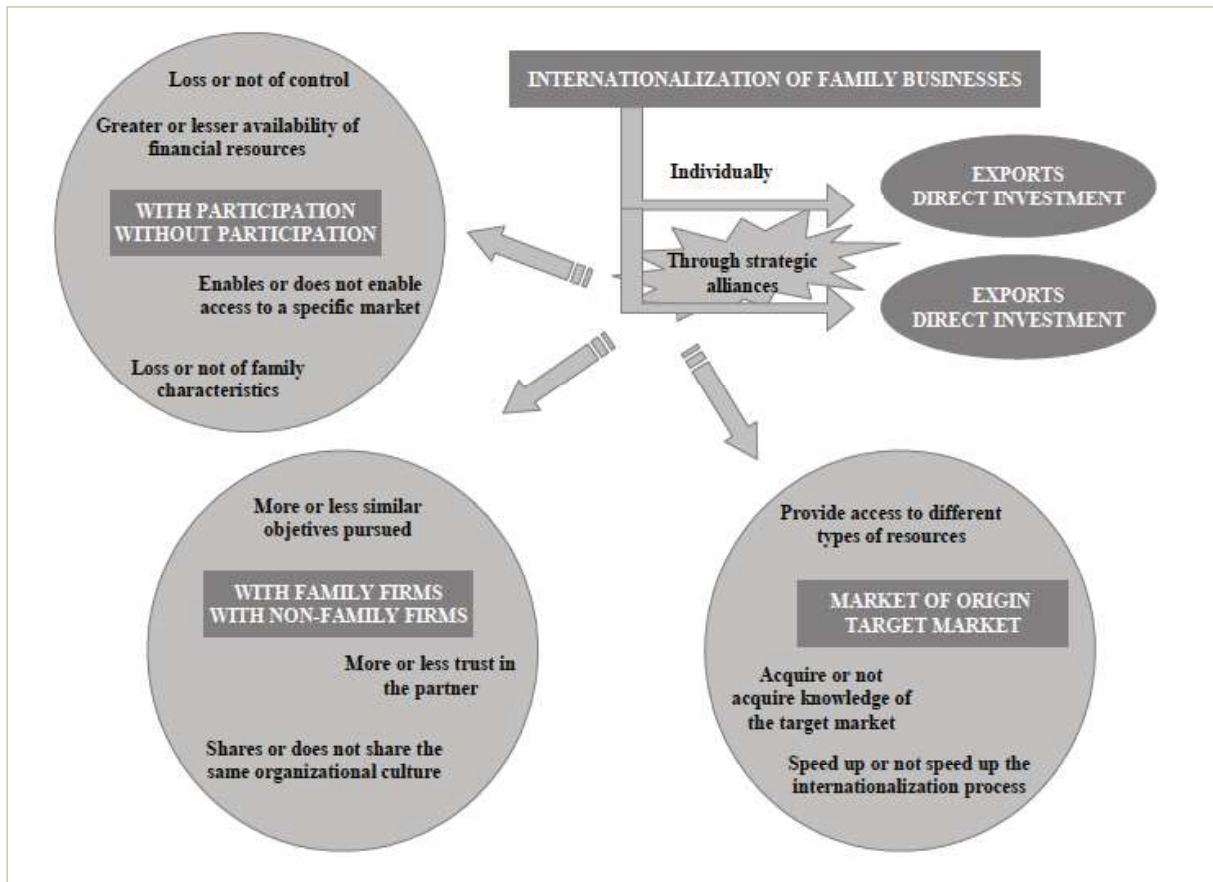 Loss or not of control
Greater or lesser availability of
financial resources
WITH PARTICIPATION
WITHOUT PARTICIPATION
Enables or does not enable
access to a specific market
Loss or not of family
characteristics
INTERNATIONALIZATION OF FAMILY BUSINESSES
Individually
EXPORTS
DIRECT INVESTMENT
Through strategic
alliances
EXPORTS
DIRECT INVESTMENT
More or less similar
objetives pursued
WITH FAMILY FIRMS
WITH NON-FAMILY FIRMS
More or less trust in
the partner
Shares or does not share the
same organizational culture
Provide access to different
types of resources
MARKET OF ORIGIN
TARGET MARKET
Acquire or not
acquire knowledge of
the target market
Speed up or not speed up the
internationalization process